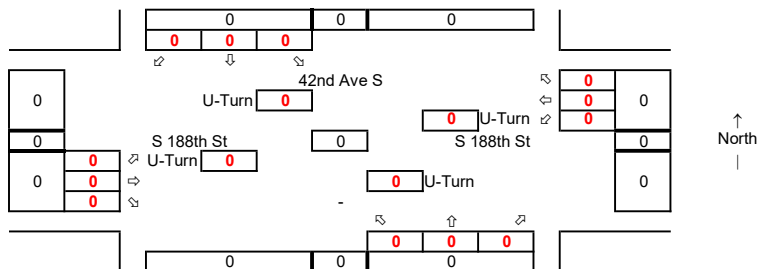 0 0 0
0 0 0
⬃ ⇩ ⬂
42nd Ave S
⬁ 0
0 U-Turn 0 ⇦ 0 0
0 U-Turn ⬃ 0
0 S 188th St 0 S 188th St 0
0 ⬀ U-Turn 0
0 0 ⇨ 0 U-Turn 0
0 ⬂ -
⬁ ⇧ ⬀
0 0 0
0 0 0
↑
North
|